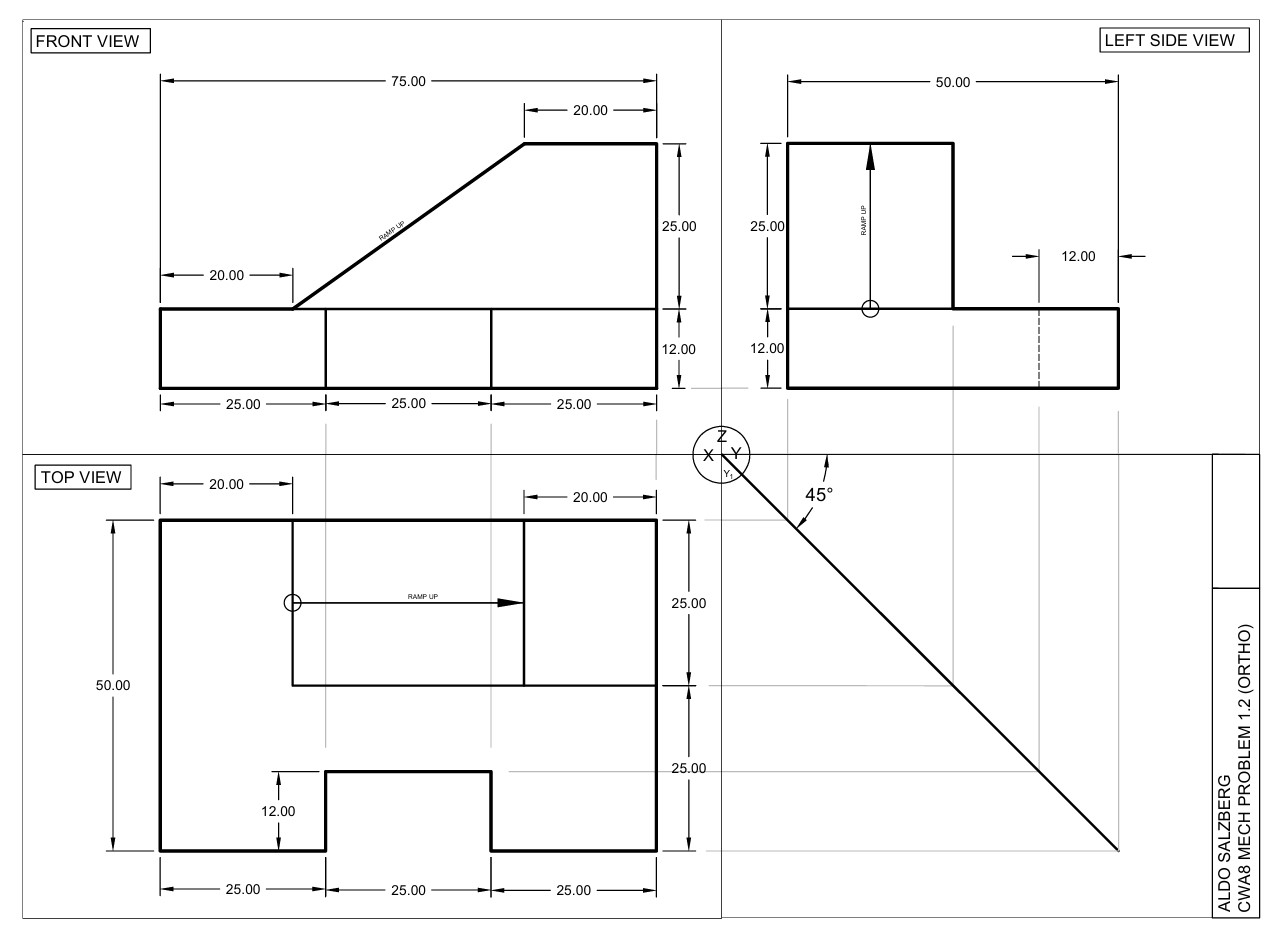 FRONT VIEW
LEFT SIDE VIEW
75.00
50.00
20.00
RAMP UP
25.00
25.00
RAMP UP
12.00
20.00
12.00
12.00
25.00
25.00
25.00
Z
X
Y
Y1
TOP VIEW
20.00
20.00
45°
RAMP UP
25.00
50.00
25.00
12.00
25.00
25.00
25.00
ALDO SALZBERG
CWA8 MECH PROBLEM 1.2 (ORTHO)